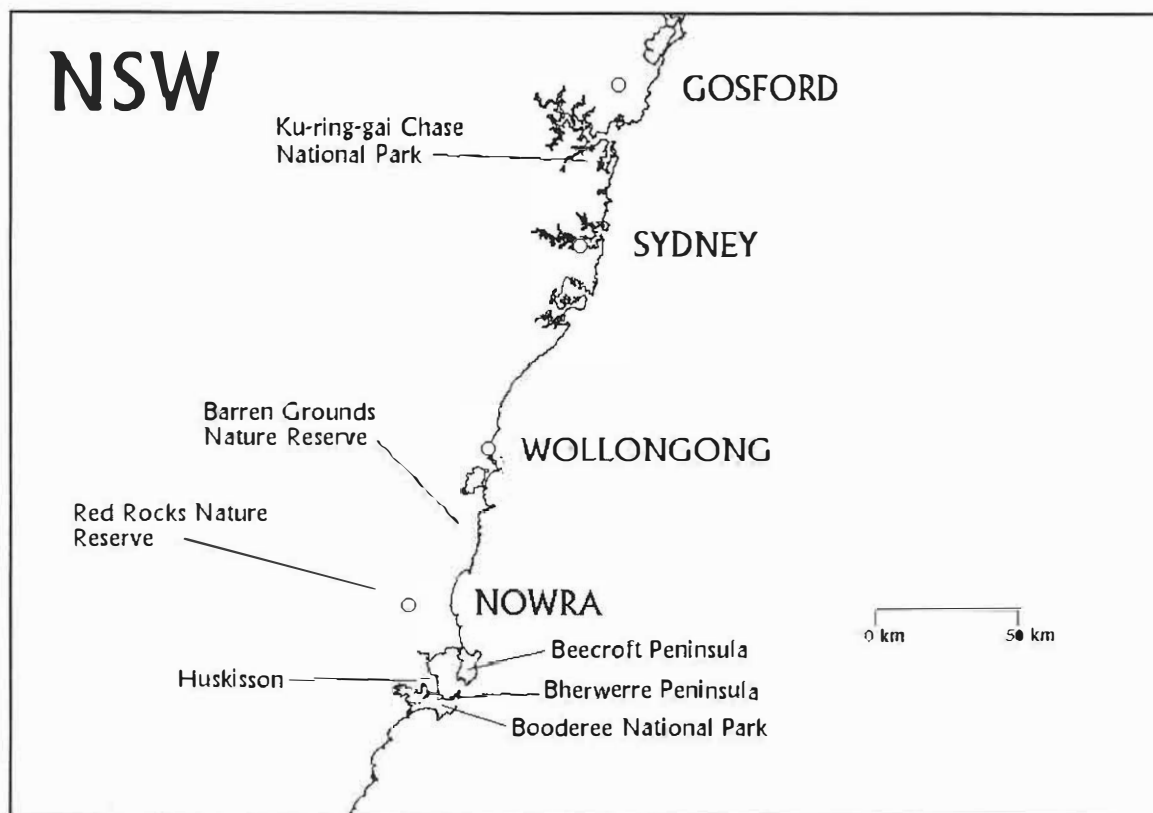 NSW
GOSFORD
Ku-ring-gai Chase
National Park
SYDNEY
Barren Grounds
Nature Reserve
WOLLONGONG
Red Rocks Nature
Reserve
NOWRA
0 km
50 km
Beecroft Peninsula
Huskisson
Bherwerre Peninsula
Booderee National Park